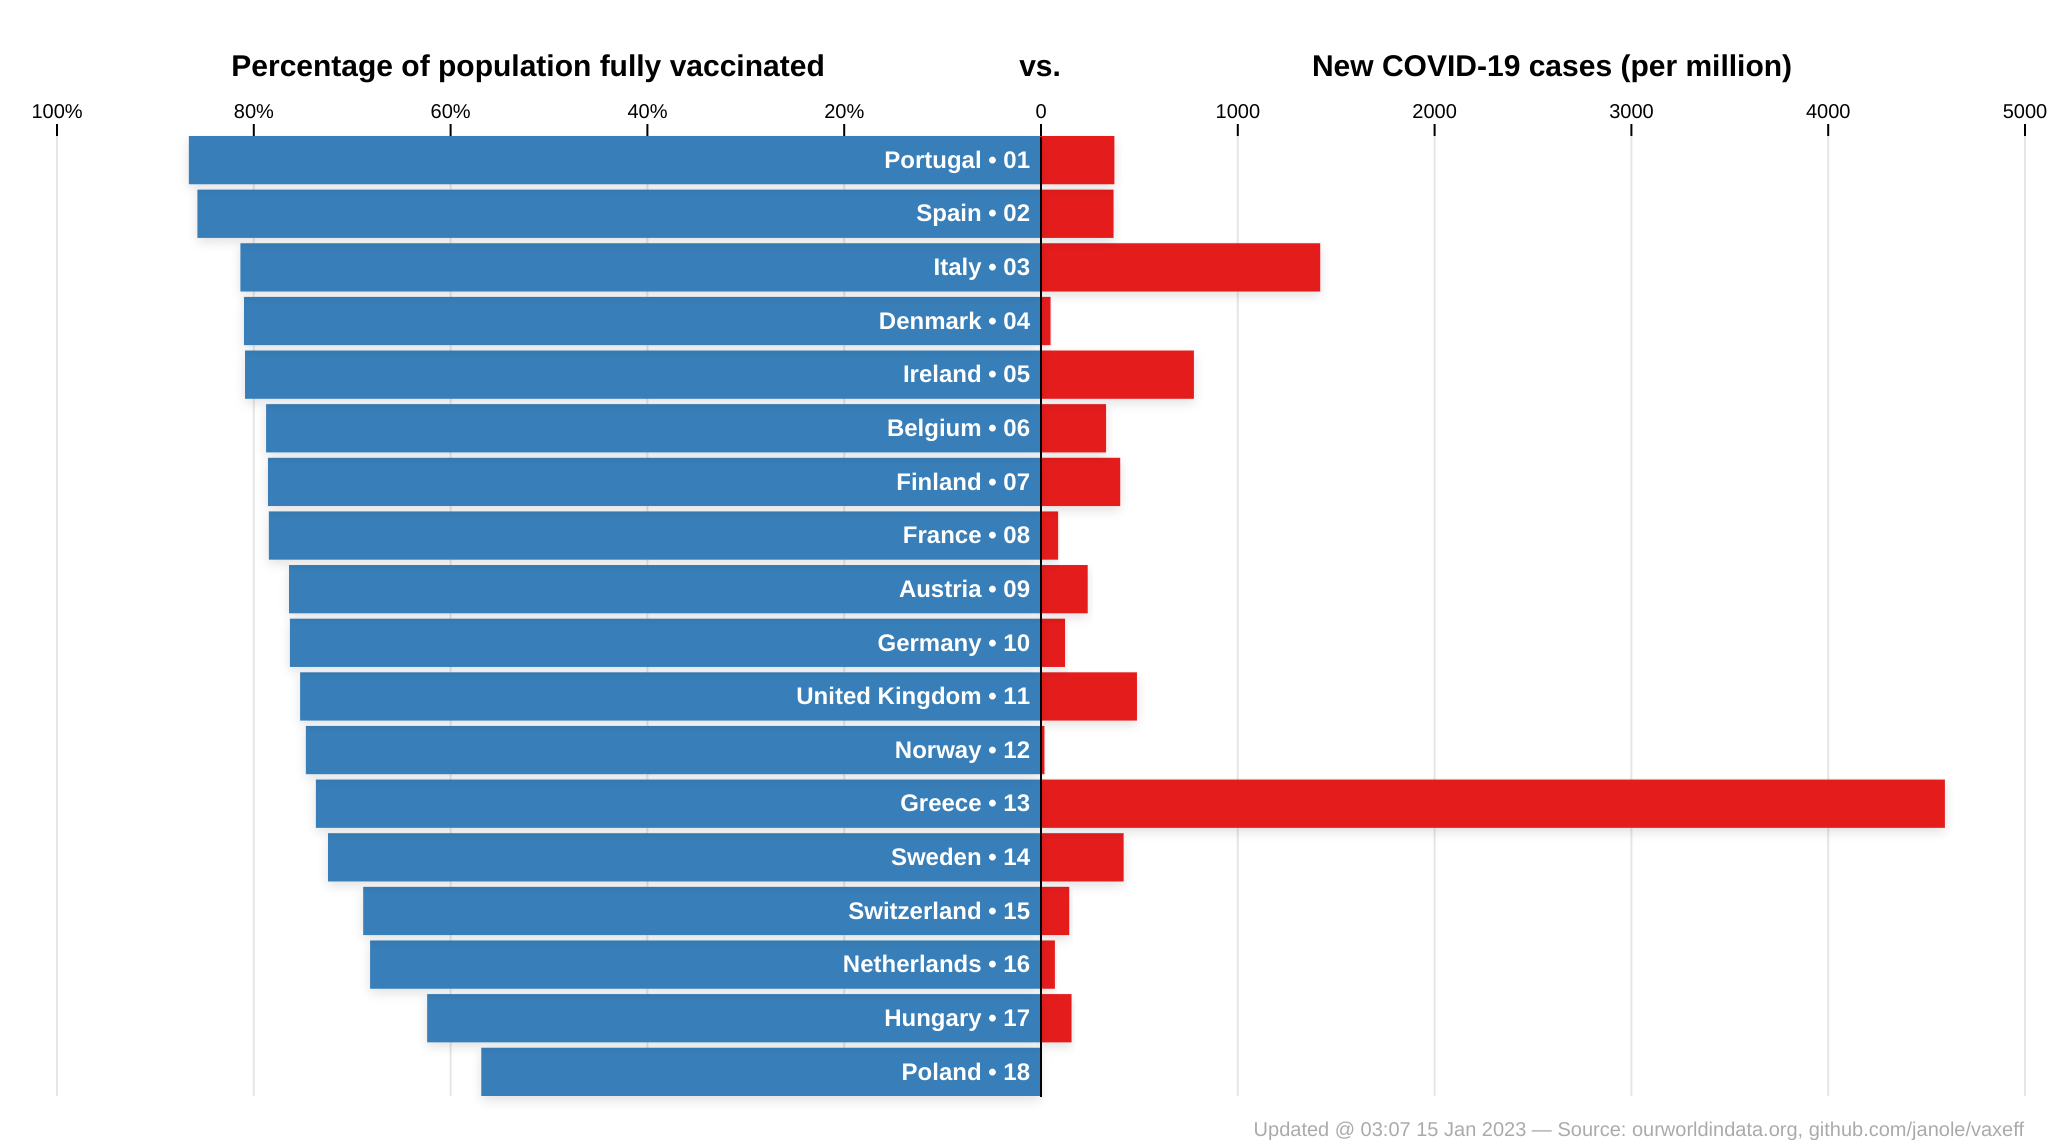 Percentage of population fully vaccinated vs. New COVID-19 cases (per million)
100% 80% 60% 40% 20% 0 1000 2000 3000 4000 5000
Portugal • 01
Spain • 02
Italy • 03
Denmark • 04
Ireland • 05
Belgium • 06
Finland • 07
France • 08
Austria • 09
Germany • 10
United Kingdom • 11
Norway • 12
Greece • 13
Sweden • 14
Switzerland • 15
Netherlands • 16
Hungary • 17
Poland • 18
Updated @ 03:07 15 Jan 2023 — Source: ourworldindata.org, github.com/janole/vaxeff